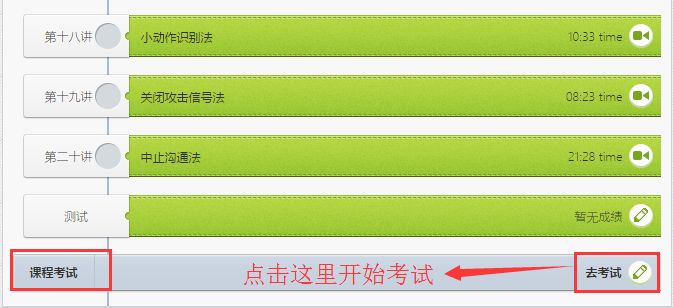 第十八讲 小动作识别法 10:33 time
第十九讲 关闭攻击信号法 08:23 time
第二十讲 中止沟通法 21:28 time
测试 暂无成绩
课程考试 点击这里开始考试 去考试